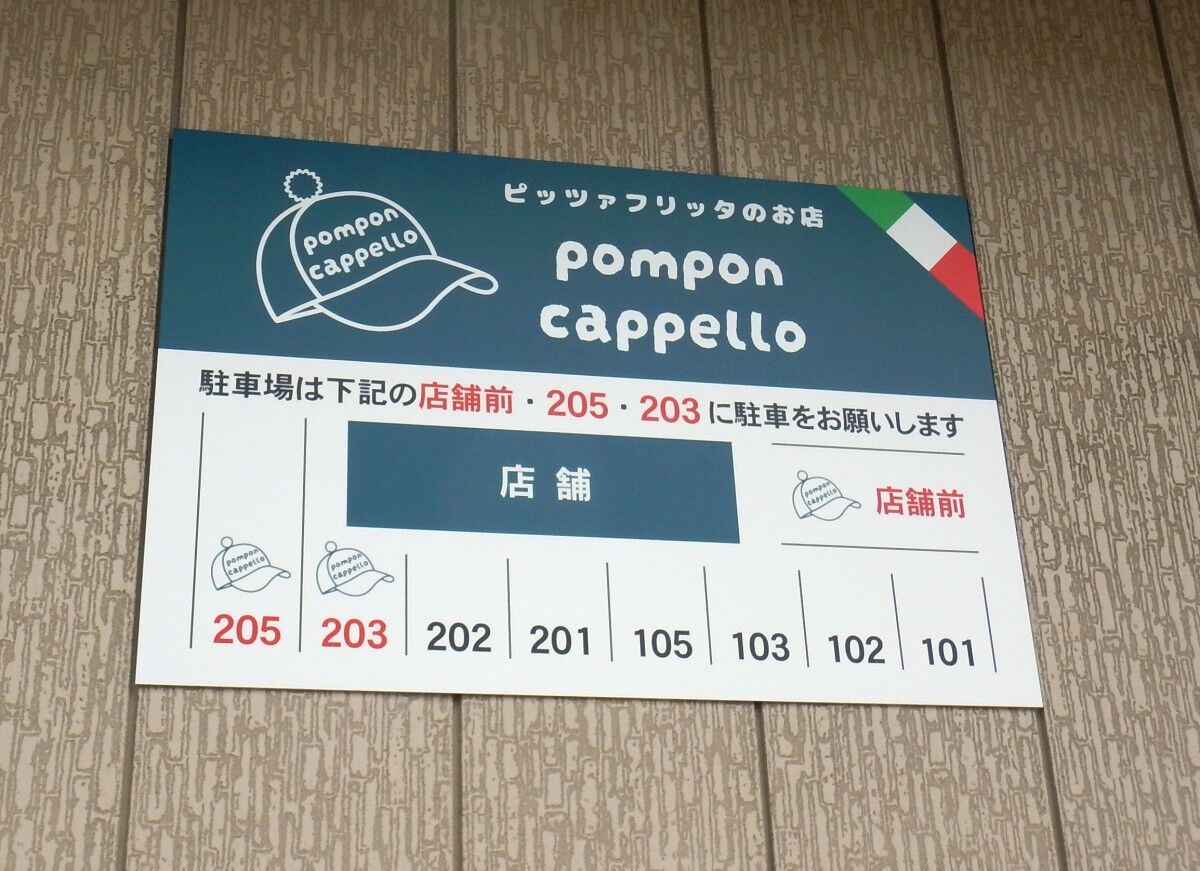 ピッツァフリッタのお店
pompon
cappello
pompon
cappello
駐車場は下記の店舗前・205・203に駐車をお願いします
店舗
pompon
cappello
店舗前
pompon
cappello
pompon
cappello
205 203 202 201 105 103 102 101